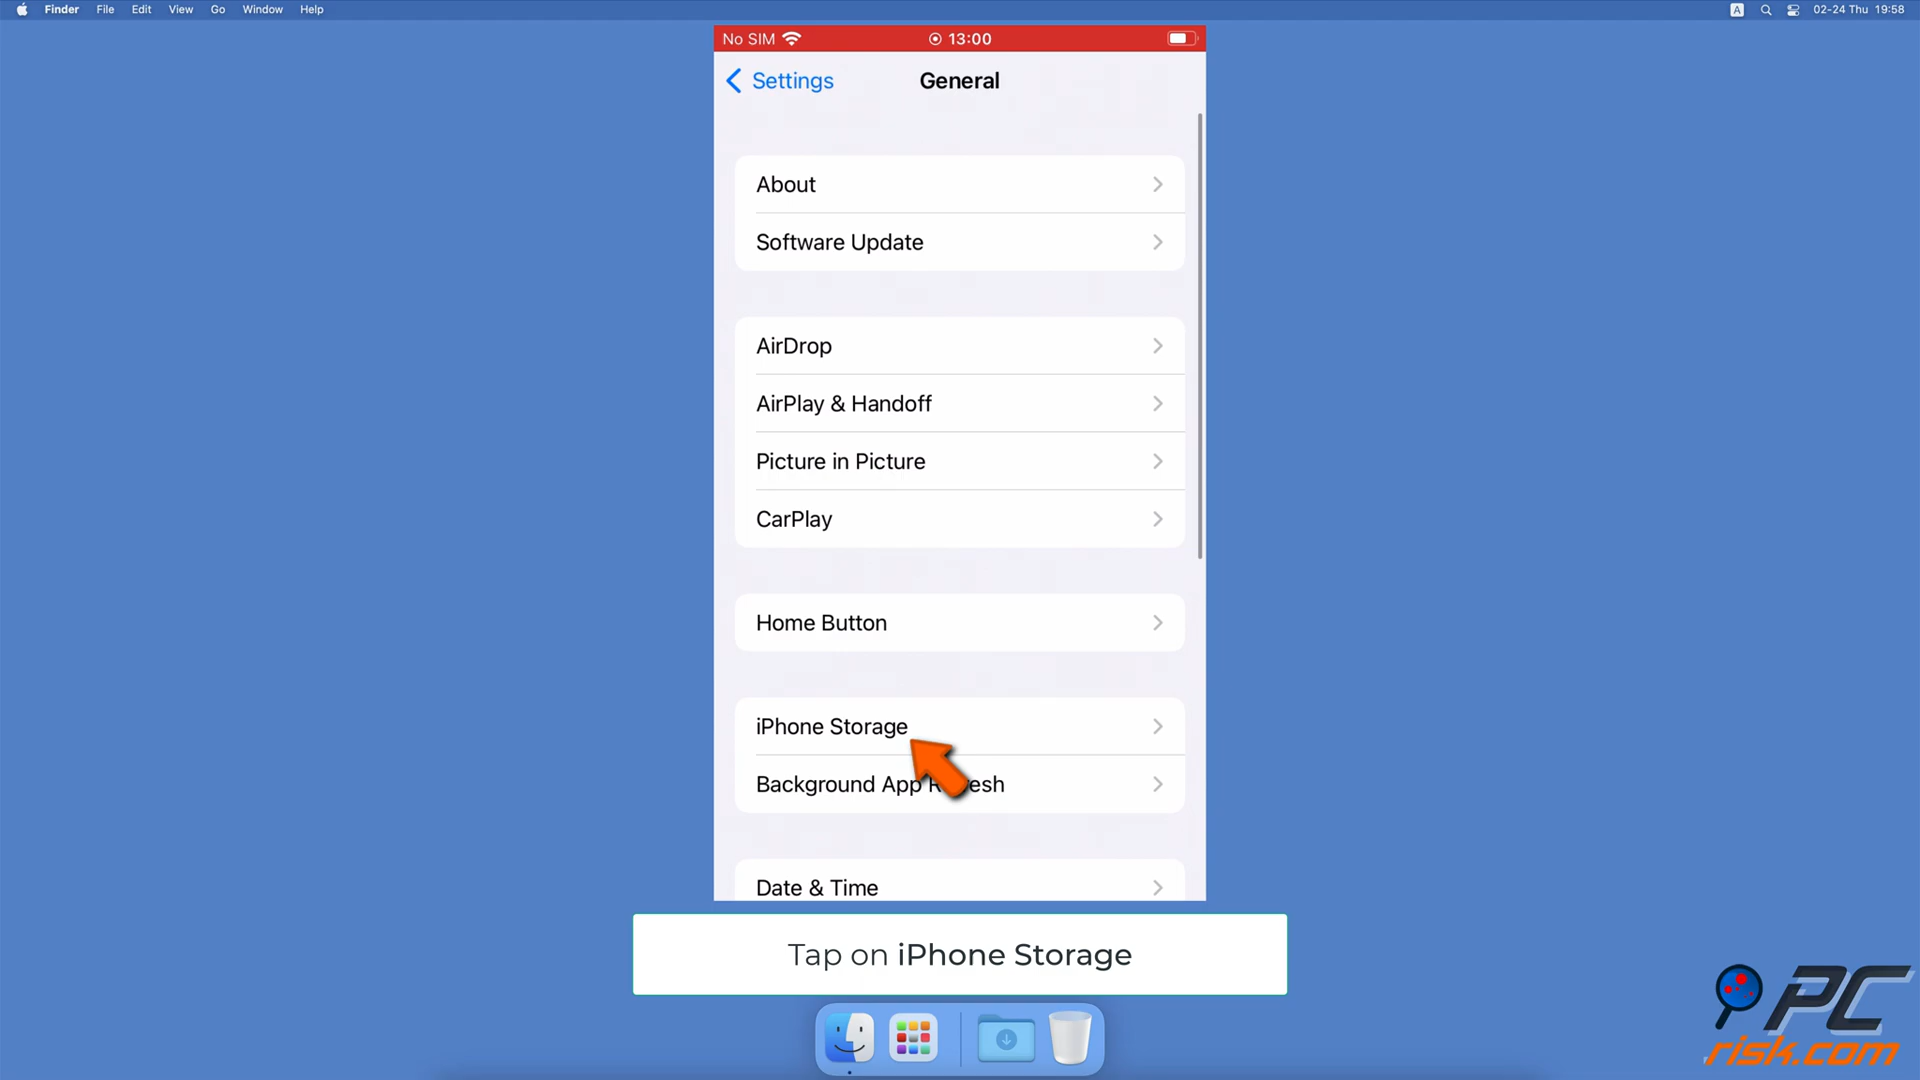 Finder File Edit View Go Window Help
A 02-24 Thu 19:58
No SIM 13:00
Settings General
About
Software Update
AirDrop
AirPlay & Handoff
Picture in Picture
CarPlay
Home Button
iPhone Storage
Background App Refresh
Date & Time
Tap on iPhone Storage
PC
risk.com